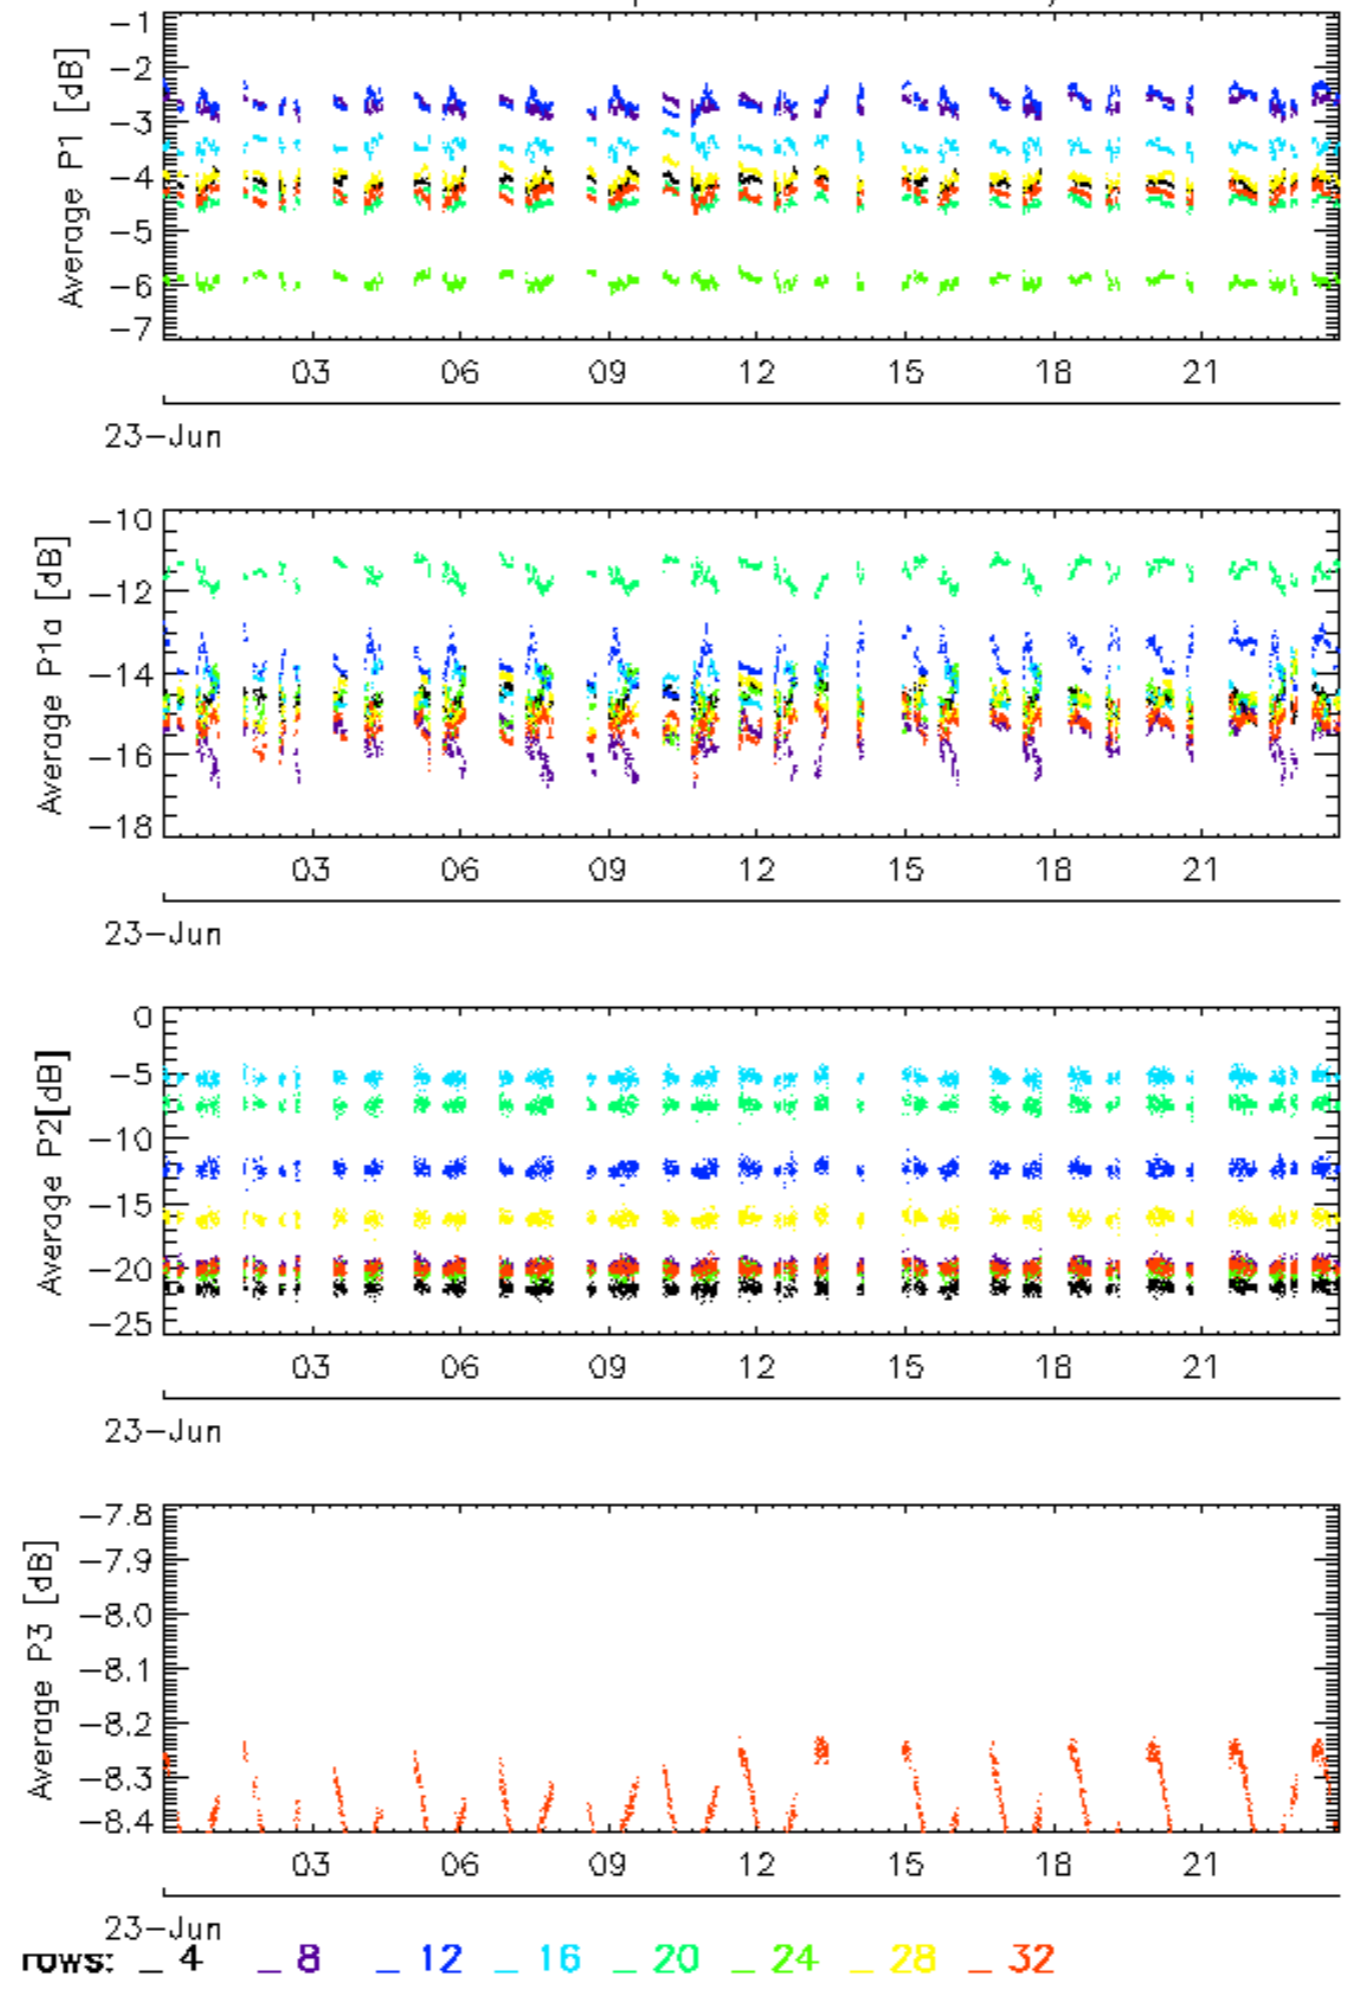 Average P1 [dB]
-1
-2
-3
-4
-5
-6
-7
03 06 09 12 15 18 21
23-Jun
Average P1a [dB]
-10
-12
-14
-16
-18
03 06 09 12 15 18 21
23-Jun
Average P2[dB]
0
-5
-10
-15
-20
-25
03 06 09 12 15 18 21
23-Jun
Average P3 [dB]
-7.8
-7.9
-8.0
-8.1
-8.2
-8.3
-8.4
03 06 09 12 15 18 21
23-Jun
rows: _ 4 _ 8 _ 12 _ 16 _ 20 _ 24 _ 28 _ 32